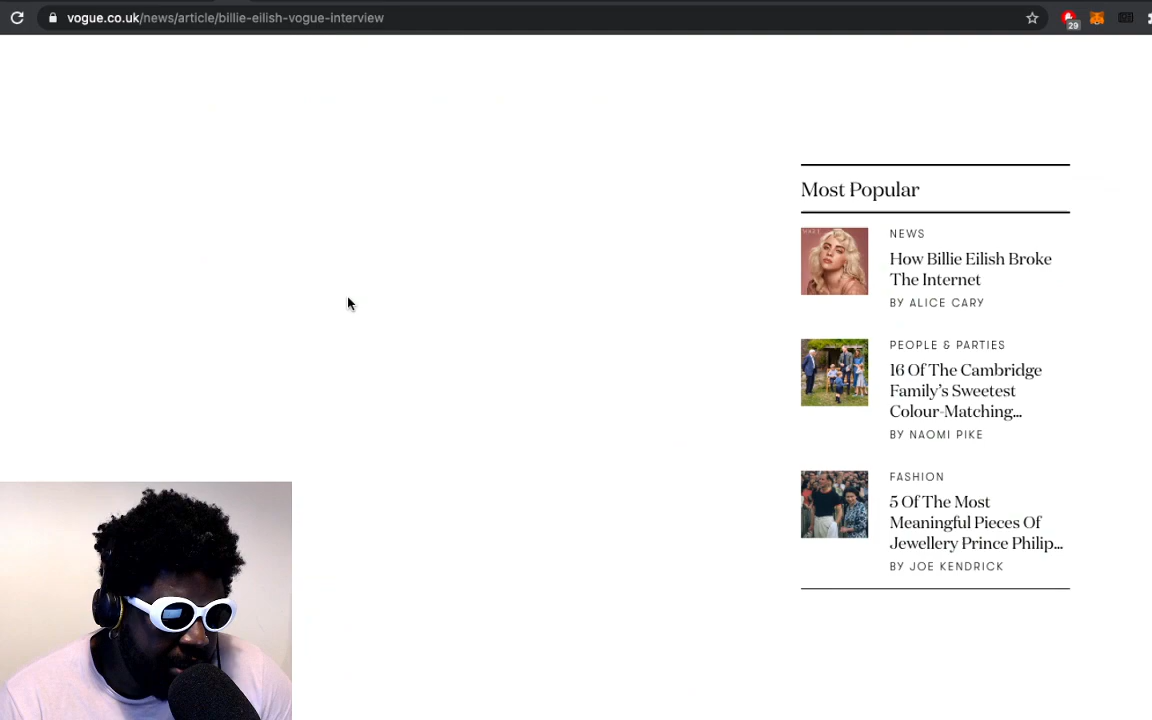 vogue.co.uk/news/article/billie-eilish-vogue-interview
29
Most Popular
NEWS
How Billie Eilish Broke
The Internet
BY ALICE CARY
PEOPLE & PARTIES
16 Of The Cambridge
Family's Sweetest
Colour-Matching...
BY NAOMI PIKE
FASHION
5 Of The Most
Meaningful Pieces Of
Jewellery Prince Philip...
BY JOE KENDRICK